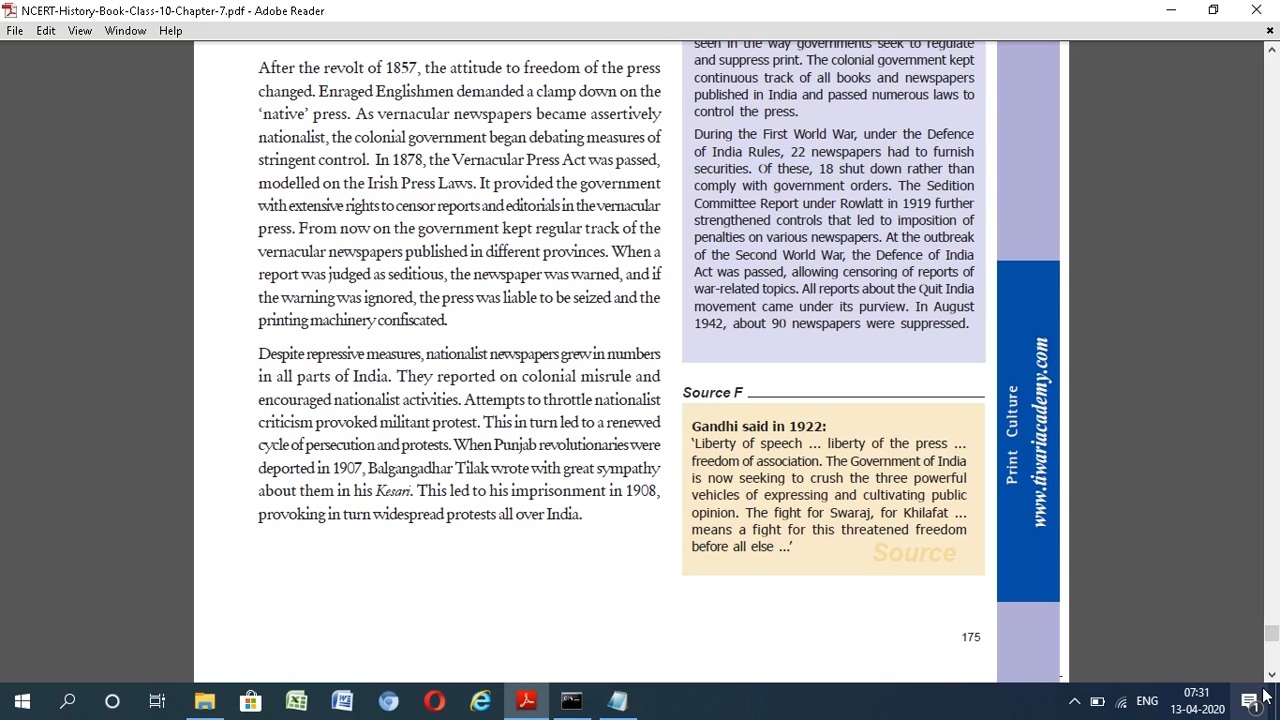 NCERT-History-Book-Class-10-Chapter-7.pdf - Adobe Reader
File Edit View Window Help
After the revolt of 1857, the attitude to freedom of the press
changed. Enraged Englishmen demanded a clamp down on the
‘native’ press. As vernacular newspapers became assertively
nationalist, the colonial government began debating measures of
stringent control. In 1878, the Vernacular Press Act was passed,
modelled on the Irish Press Laws. It provided the government
with extensive rights to censor reports and editorials in the vernacular
press. From now on the government kept regular track of the
vernacular newspapers published in different provinces. When a
report was judged as seditious, the newspaper was warned, and if
the warning was ignored, the press was liable to be seized and the
printing machinery confiscated.
Despite repressive measures, nationalist newspapers grew in numbers
in all parts of India. They reported on colonial misrule and
encouraged nationalist activities. Attempts to throttle nationalist
criticism provoked militant protest. This in turn led to a renewed
cycle of persecution and protests. When Punjab revolutionaries were
deported in 1907, Balgangadhar Tilak wrote with great sympathy
about them in his Kesari. This led to his imprisonment in 1908,
provoking in turn widespread protests all over India.
seen in the way governments seek to regulate
and suppress print. The colonial government kept
continuous track of all books and newspapers
published in India and passed numerous laws to
control the press.
During the First World War, under the Defence
of India Rules, 22 newspapers had to furnish
securities. Of these, 18 shut down rather than
comply with government orders. The Sedition
Committee Report under Rowlatt in 1919 further
strengthened controls that led to imposition of
penalties on various newspapers. At the outbreak
of the Second World War, the Defence of India
Act was passed, allowing censoring of reports of
war-related topics. All reports about the Quit India
movement came under its purview. In August
1942, about 90 newspapers were suppressed.
Source F
Gandhi said in 1922:
‘Liberty of speech ... liberty of the press ...
freedom of association. The Government of India
is now seeking to crush the three powerful
vehicles of expressing and cultivating public
opinion. The fight for Swaraj, for Khilafat ...
means a fight for this threatened freedom
before all else ...’
Source
Print Culture
www.tiwariacademy.com
175
ENG
07:31
13-04-2020
1